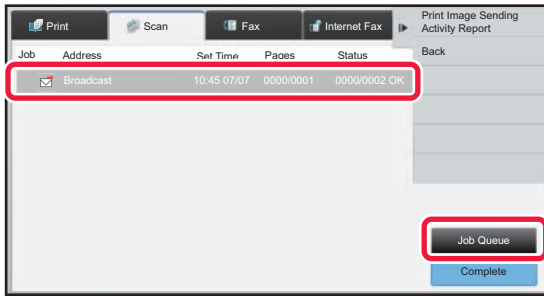 Print Scan Fax Internet Fax
Print Image Sending
Activity Report
Job Address Set Time Pages Status
Back
Broadcast 10:45 07/07 0000/0001 0000/0002 OK
Job Queue
Complete